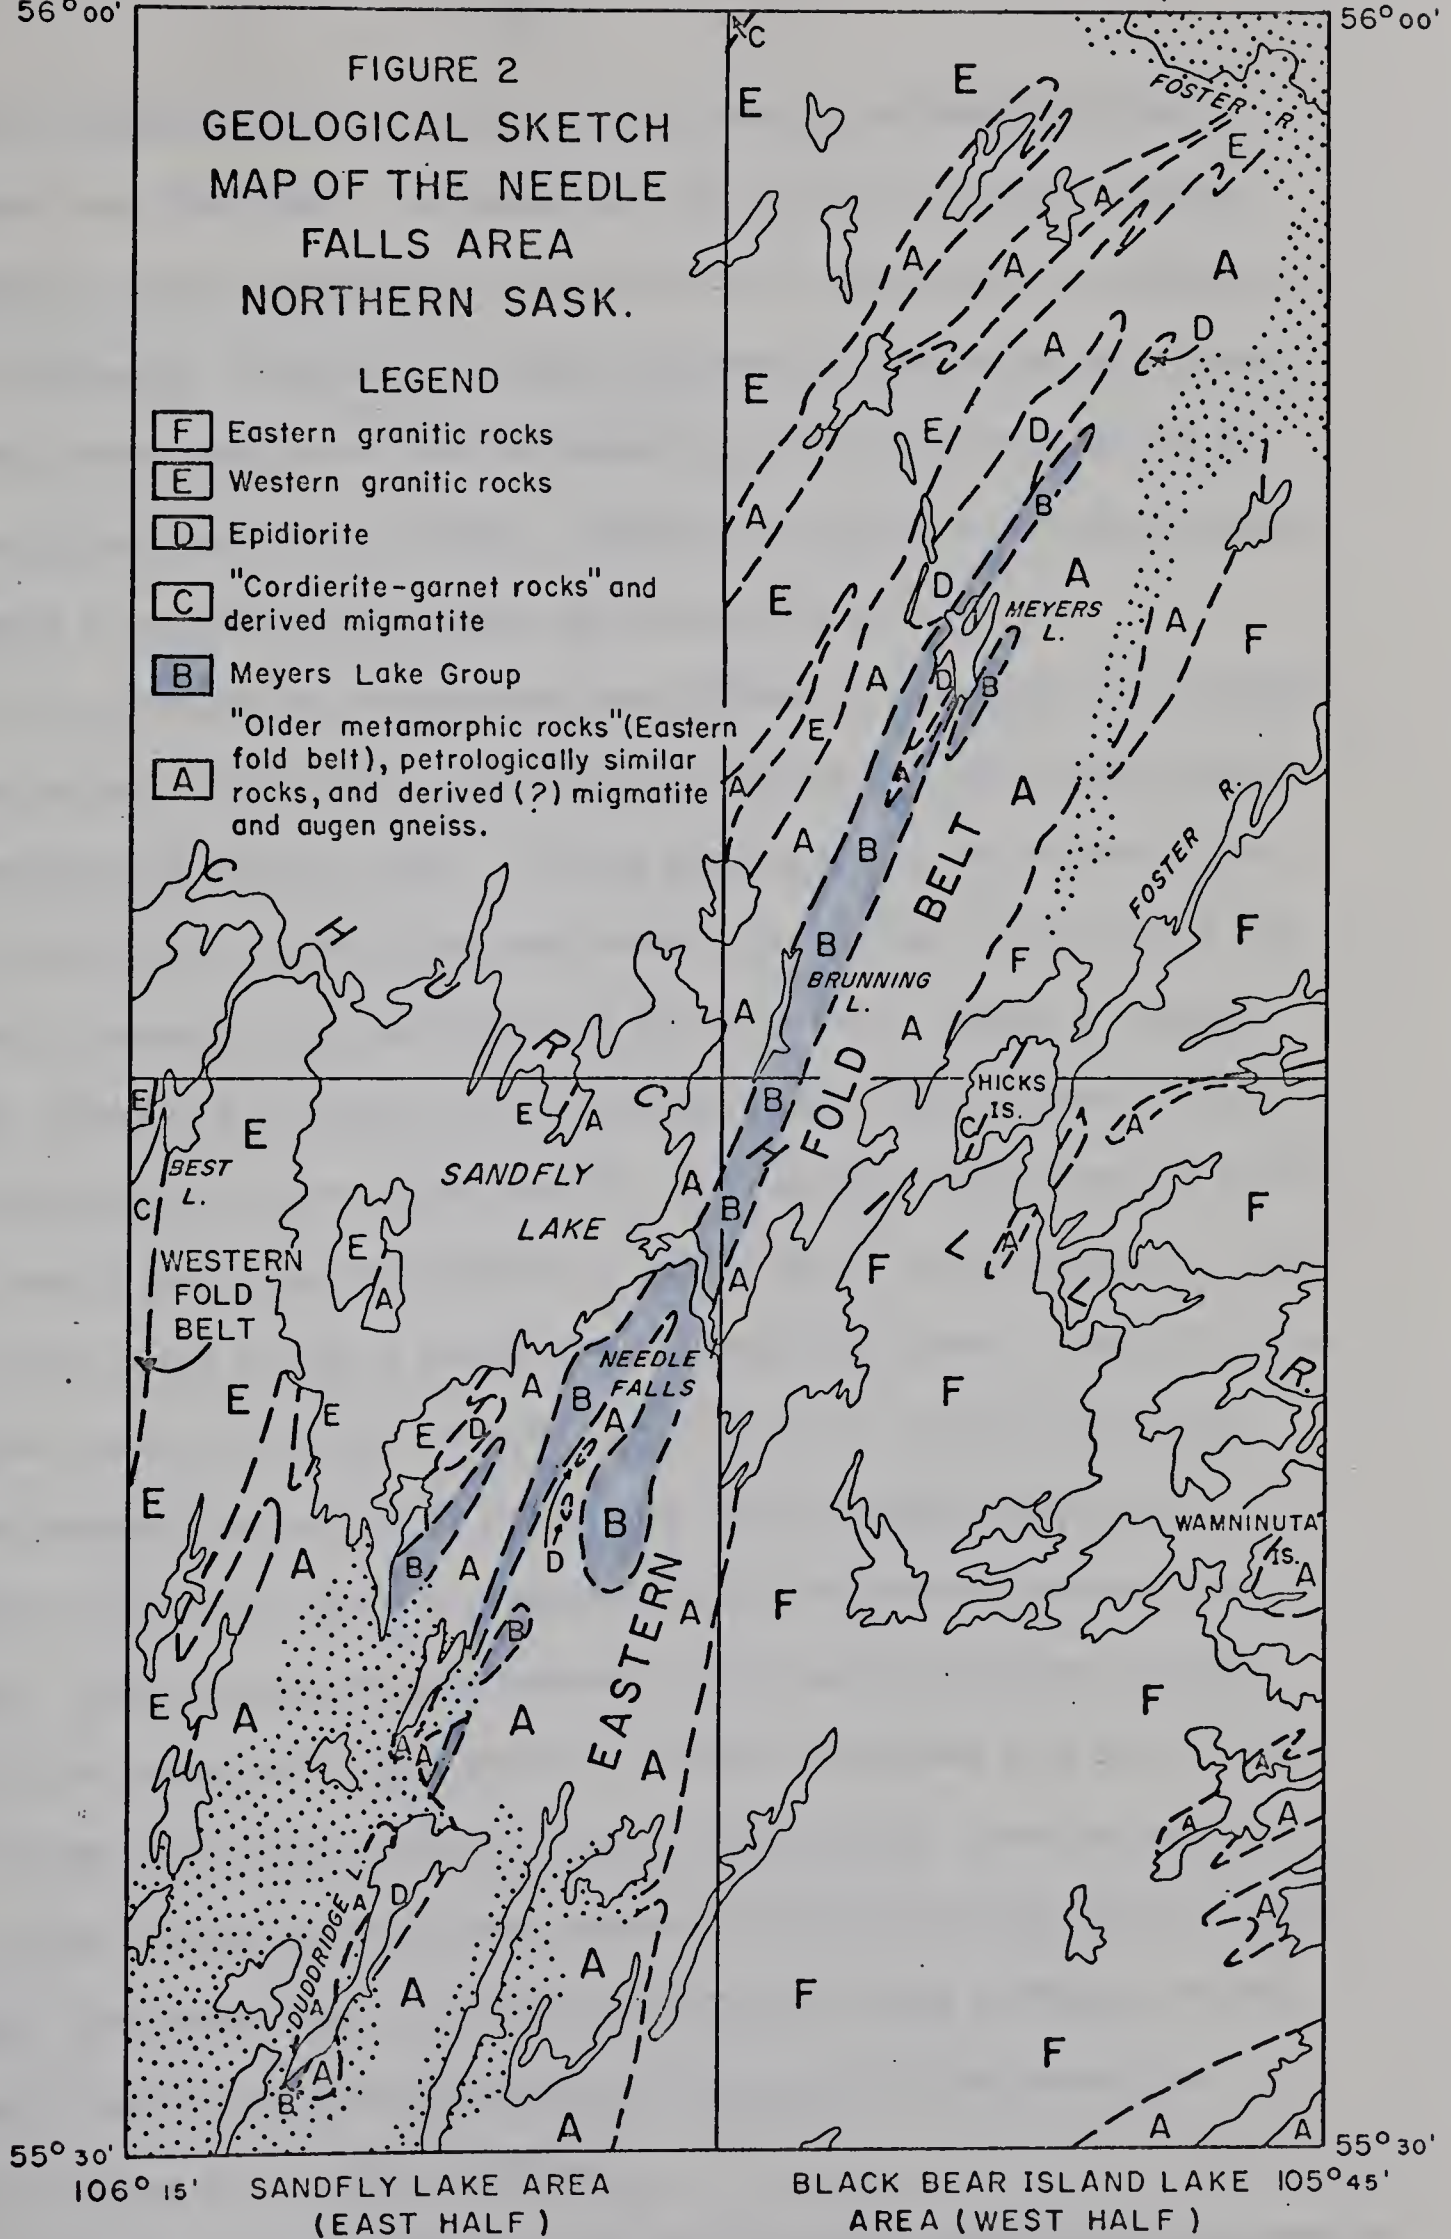 56° 00'
56° 00'
FIGURE 2
GEOLOGICAL SKETCH
MAP OF THE NEEDLE
FALLS AREA
NORTHERN SASK.
LEGEND
F Eastern granitic rocks
E Western granitic rocks
D Epidiorite
C "Cordierite-garnet rocks" and
derived migmatite
B Meyers Lake Group
A "Older metamorphic rocks" (Eastern
fold belt), petrologically similar
rocks, and derived (?) migmatite
and augen gneiss.
C
E
E
FOSTER R.
E
A
A
A
A
D
A
E
E
D
A
B
E
D
A
MEYERS
L.
A
F
A
D
B
E
A
A
A
A
B
BELT
FOSTER R.
F
B
F
BRUNNING
L.
A
A
C
H
R
C
H
FOLD
HICKS
IS.
E
E
E
A
B
A
BEST
L.
C
SANDFLY
LAKE
A
B
F
E
A
F
A
A
WESTERN
FOLD
BELT
NEEDLE
FALLS
A
B
A
F
R.
E
E
E
D
E
B
WAMNINUTA
IS.
A
A
B
A
D
F
A
B
EASTERN
E
A
A
A
F
A
A
A
A
A
A
DUDDRIDGE L.
A
D
A
A
A
A
F
F
A
B
A
A
A
55° 30'
55° 30'
106° 15'
SANDFLY LAKE AREA
(EAST HALF)
BLACK BEAR ISLAND LAKE
AREA (WEST HALF)
105° 45'